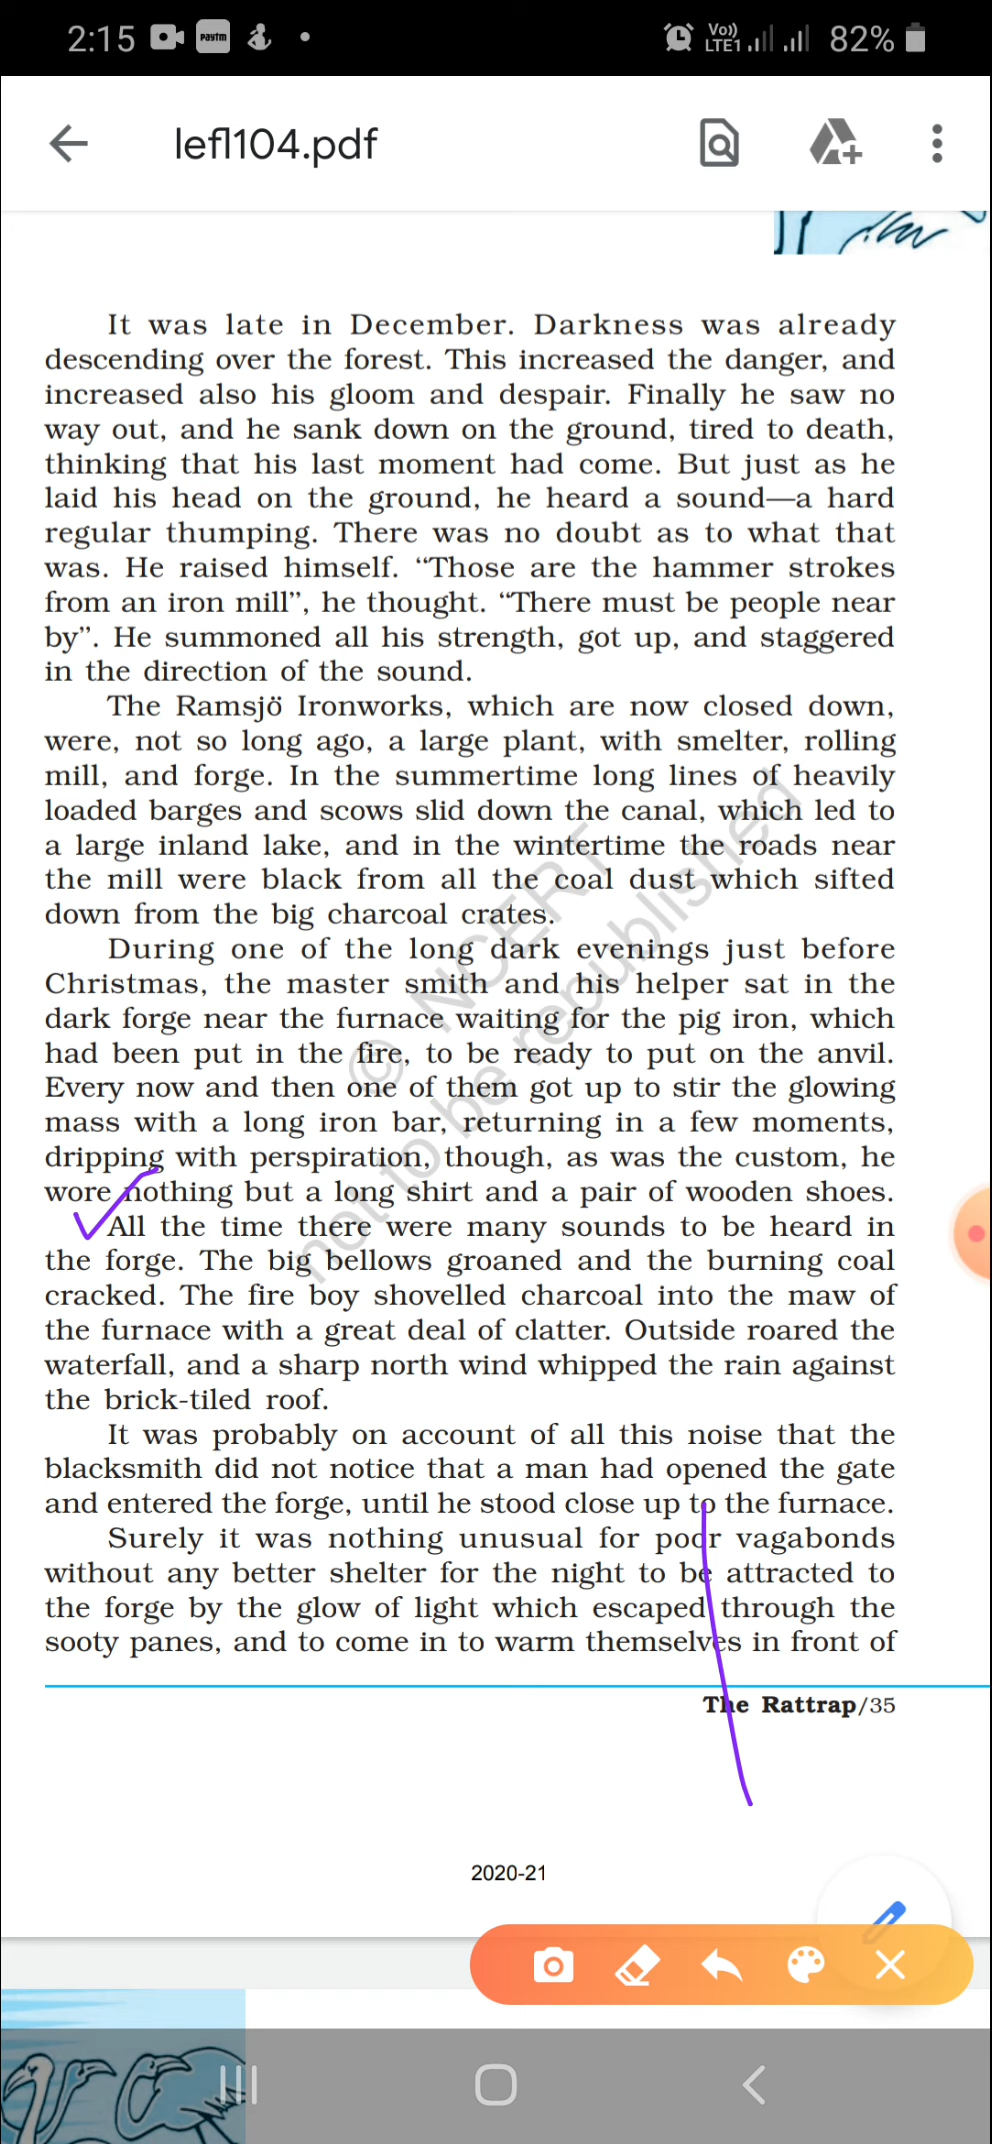 2:15 Paytm Vo)) LTE1 82%
lefl104.pdf
It was late in December. Darkness was already
descending over the forest. This increased the danger, and
increased also his gloom and despair. Finally he saw no
way out, and he sank down on the ground, tired to death,
thinking that his last moment had come. But just as he
laid his head on the ground, he heard a sound—a hard
regular thumping. There was no doubt as to what that
was. He raised himself. “Those are the hammer strokes
from an iron mill”, he thought. “There must be people near
by”. He summoned all his strength, got up, and staggered
in the direction of the sound.
The Ramsjö Ironworks, which are now closed down,
were, not so long ago, a large plant, with smelter, rolling
mill, and forge. In the summertime long lines of heavily
loaded barges and scows slid down the canal, which led to
a large inland lake, and in the wintertime the roads near
the mill were black from all the coal dust which sifted
down from the big charcoal crates.
During one of the long dark evenings just before
Christmas, the master smith and his helper sat in the
dark forge near the furnace waiting for the pig iron, which
had been put in the fire, to be ready to put on the anvil.
Every now and then one of them got up to stir the glowing
mass with a long iron bar, returning in a few moments,
dripping with perspiration, though, as was the custom, he
wore nothing but a long shirt and a pair of wooden shoes.
All the time there were many sounds to be heard in
the forge. The big bellows groaned and the burning coal
cracked. The fire boy shovelled charcoal into the maw of
the furnace with a great deal of clatter. Outside roared the
waterfall, and a sharp north wind whipped the rain against
the brick-tiled roof.
It was probably on account of all this noise that the
blacksmith did not notice that a man had opened the gate
and entered the forge, until he stood close up to the furnace.
Surely it was nothing unusual for poor vagabonds
without any better shelter for the night to be attracted to
the forge by the glow of light which escaped through the
sooty panes, and to come in to warm themselves in front of
The Rattrap/35
2020-21
© NCERT
not to be republished